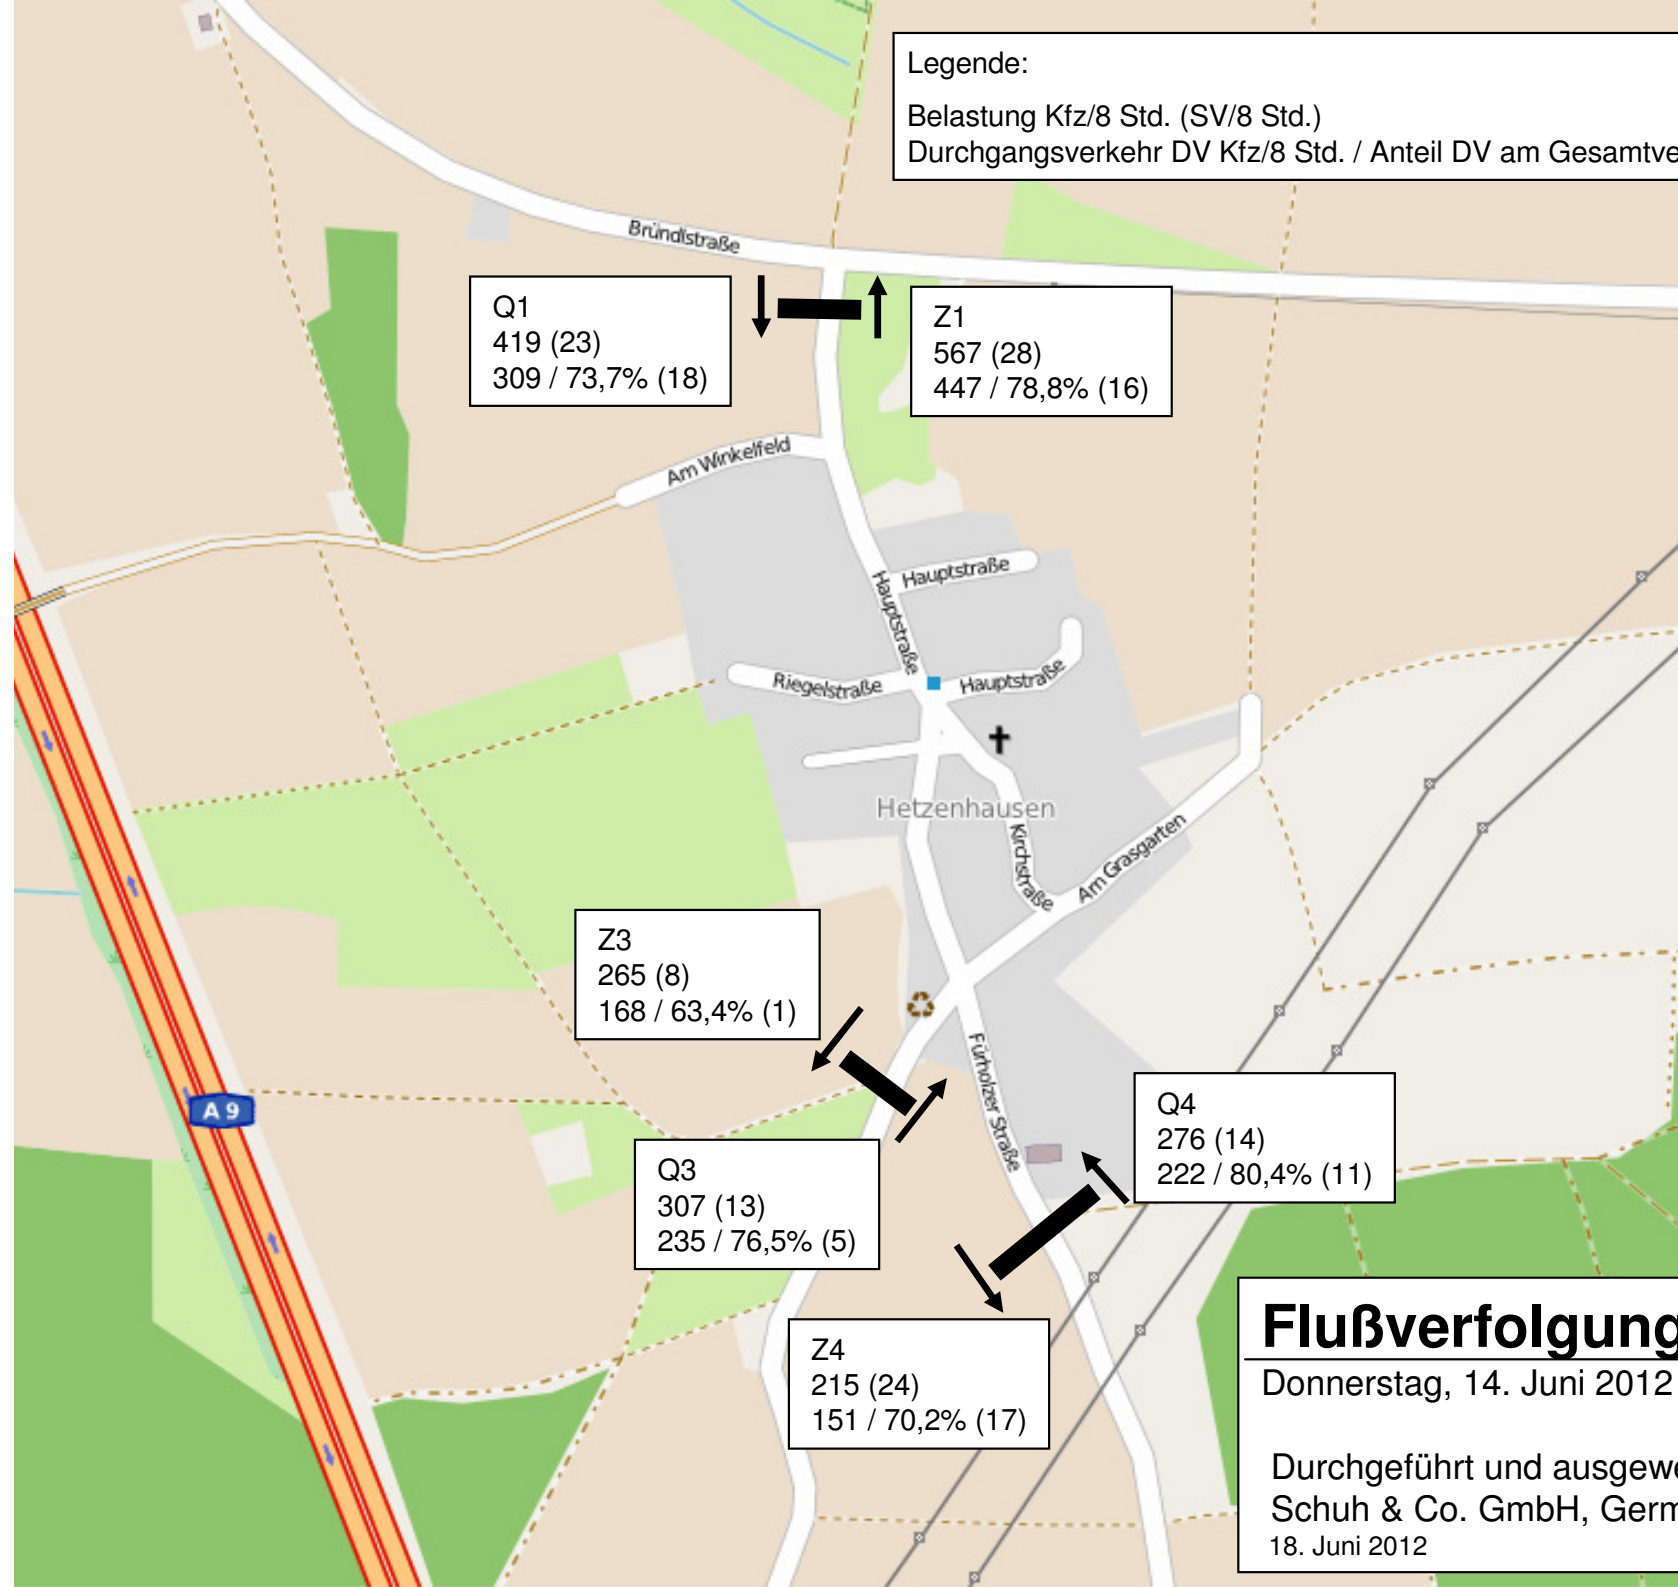 Legende:
Belastung Kfz/8 Std. (SV/8 Std.)
Durchgangsverkehr DV Kfz/8 Std. / Anteil DV am Gesamtve
Bründlstraße
Q1
419 (23)
309 / 73,7% (18)
Z1
567 (28)
447 / 78,8% (16)
Am Winkelfeld
Hauptstraße
Hauptstraße
Riegelstraße
Hauptstraße
Hetzenhausen
Kirchstraße
Am Grasgarten
Z3
265 (8)
168 / 63,4% (1)
Fürholzer Straße
A 9
Q4
276 (14)
222 / 80,4% (11)
Q3
307 (13)
235 / 76,5% (5)
Z4
215 (24)
151 / 70,2% (17)
Flußverfolgung
Donnerstag, 14. Juni 2012
Durchgeführt und ausgewe
Schuh & Co. GmbH, Germ
18. Juni 2012